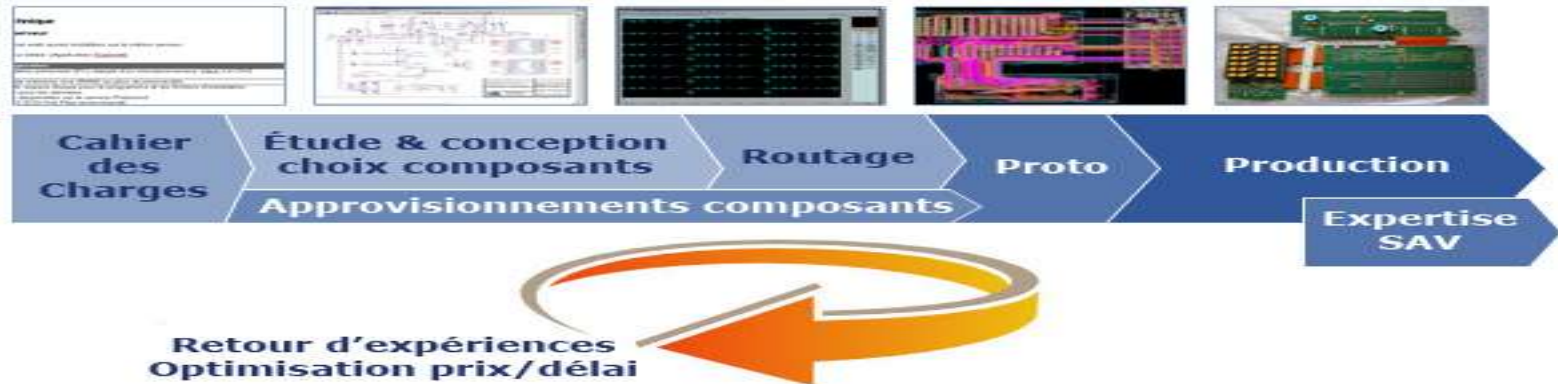 Cahier
des
Charges
Étude & conception
choix composants
Routage
Proto
Production
Approvisionnements composants
Expertise
SAV
Retour d’expériences
Optimisation prix/délai